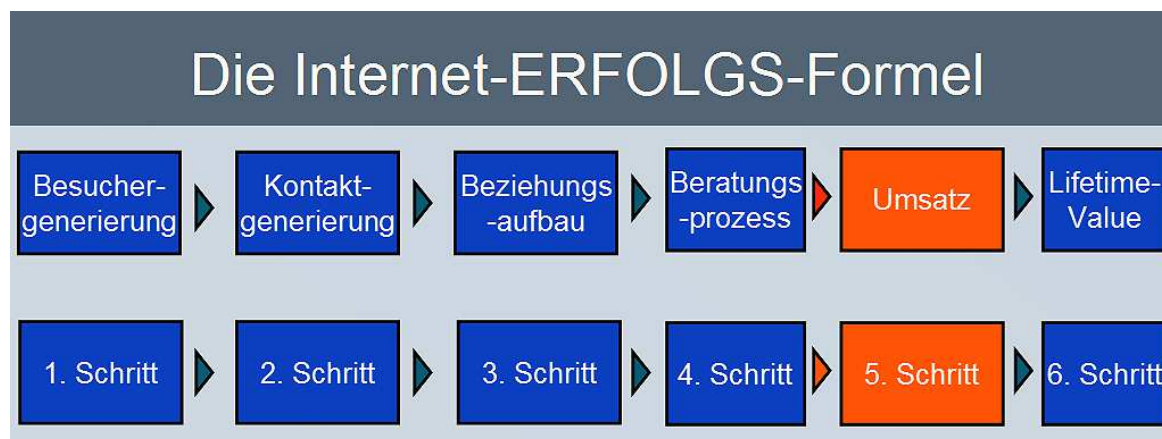 Die Internet-ERFOLGS-Formel
Besucher-
generierung
Kontakt-
generierung
Beziehungs
-aufbau
Beratungs
-prozess
Umsatz
Lifetime-
Value
1. Schritt
2. Schritt
3. Schritt
4. Schritt
5. Schritt
6. Schritt